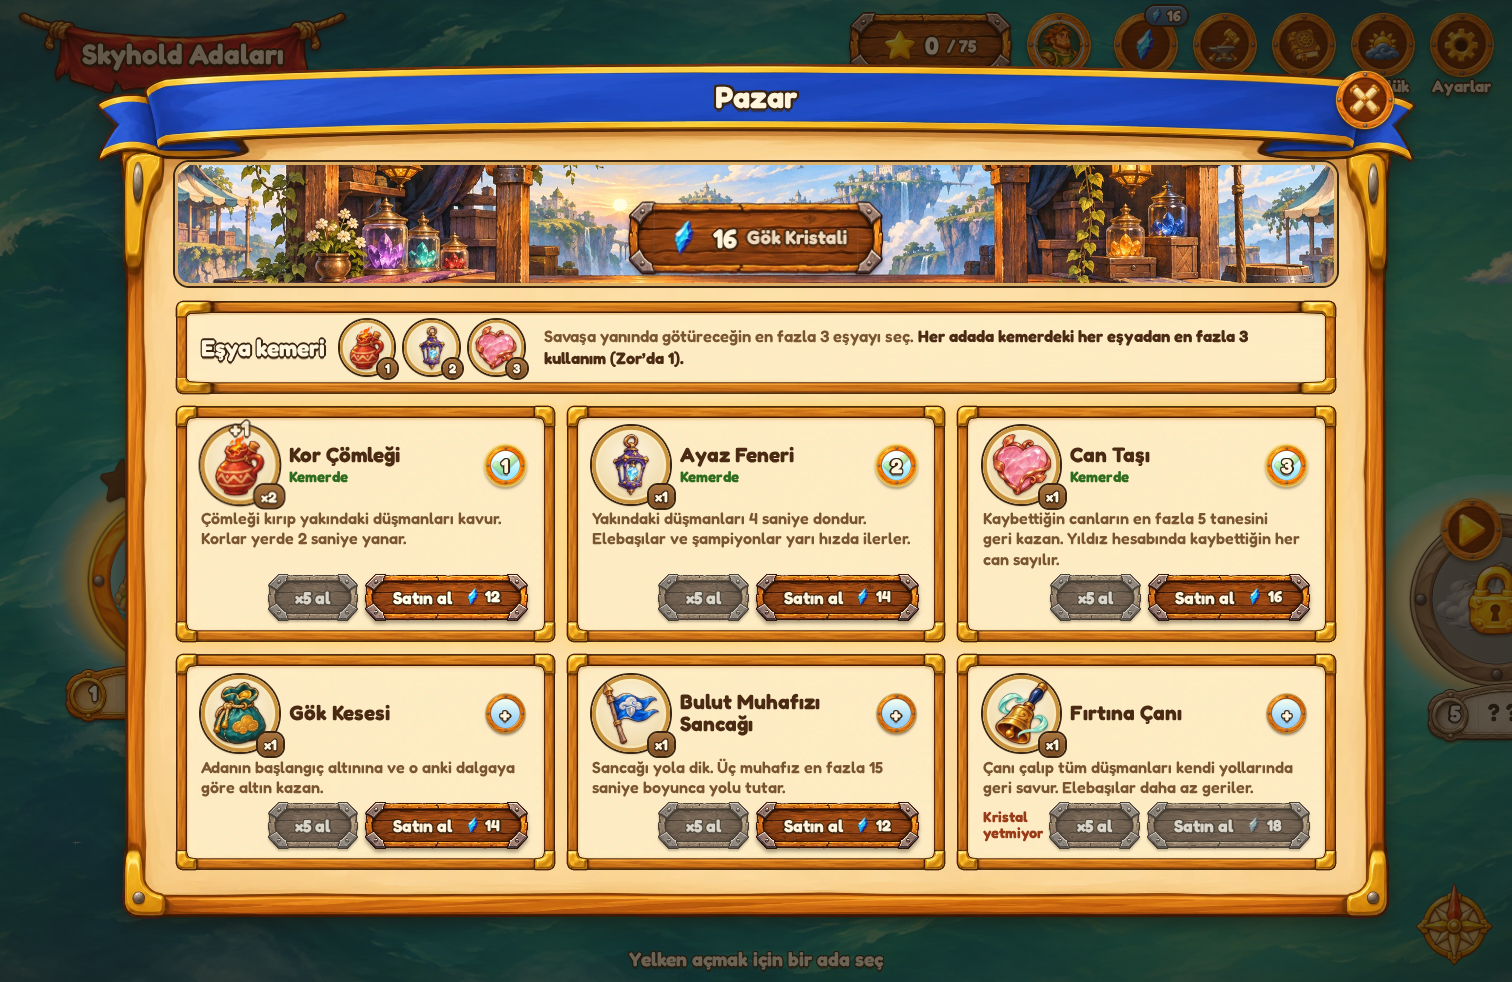 Skyhold Adaları
0 / 75
16
Ayarlar
Pazar
16 Gök Kristali
Eşya kemeri
1
2
3
Savaşa yanında götüreceğin en fazla 3 eşyayı seç. Her adada kemerdeki her eşyadan en fazla 3
kullanım (Zor'da 1).
+1
x2
Kor Çömleği
Kemerde
1
Çömleği kırıp yakındaki düşmanları kavur.
Korlar yerde 2 saniye yanar.
x5 al
Satın al 12
x1
Ayaz Feneri
Kemerde
2
Yakındaki düşmanları 4 saniye dondur.
Elebaşılar ve şampiyonlar yarı hızda ilerler.
x5 al
Satın al 14
x1
Can Taşı
Kemerde
3
Kaybettiğin canların en fazla 5 tanesini
geri kazan. Yıldız hesabında kaybettiğin her
can sayılır.
x5 al
Satın al 16
x1
Gök Kesesi
+
Adanın başlangıç altınına ve o anki dalgaya
göre altın kazan.
x5 al
Satın al 14
x1
Bulut Muhafızı
Sancağı
+
Sancağı yola dik. Üç muhafız en fazla 15
saniye boyunca yolu tutar.
x5 al
Satın al 12
x1
Fırtına Çanı
+
Çanı çalıp tüm düşmanları kendi yollarında
geri savur. Elebaşılar daha az geriler.
Kristal
yetmiyor
x5 al
Satın al 18
1
5 ? ?
Yelken açmak için bir ada seç